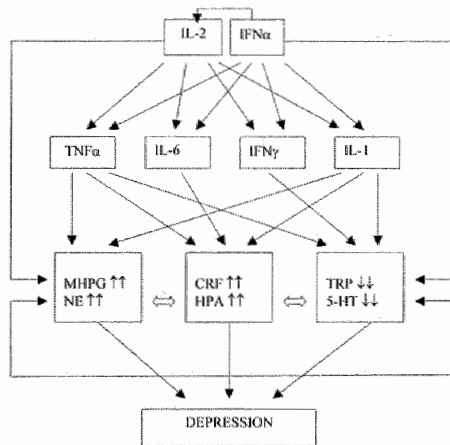 IL-2 IFNα
TNFα IL-6 IFNγ IL-1
MHPG ↑↑ CRF ↑↑ TRP ↓↓
NE ↑↑ HPA ↑↑ 5-HT ↓↓
DEPRESSION